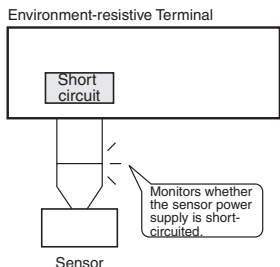 Environment-resistive Terminal
Short
circuit
Monitors whether
the sensor power
supply is short-
circuited.
Sensor